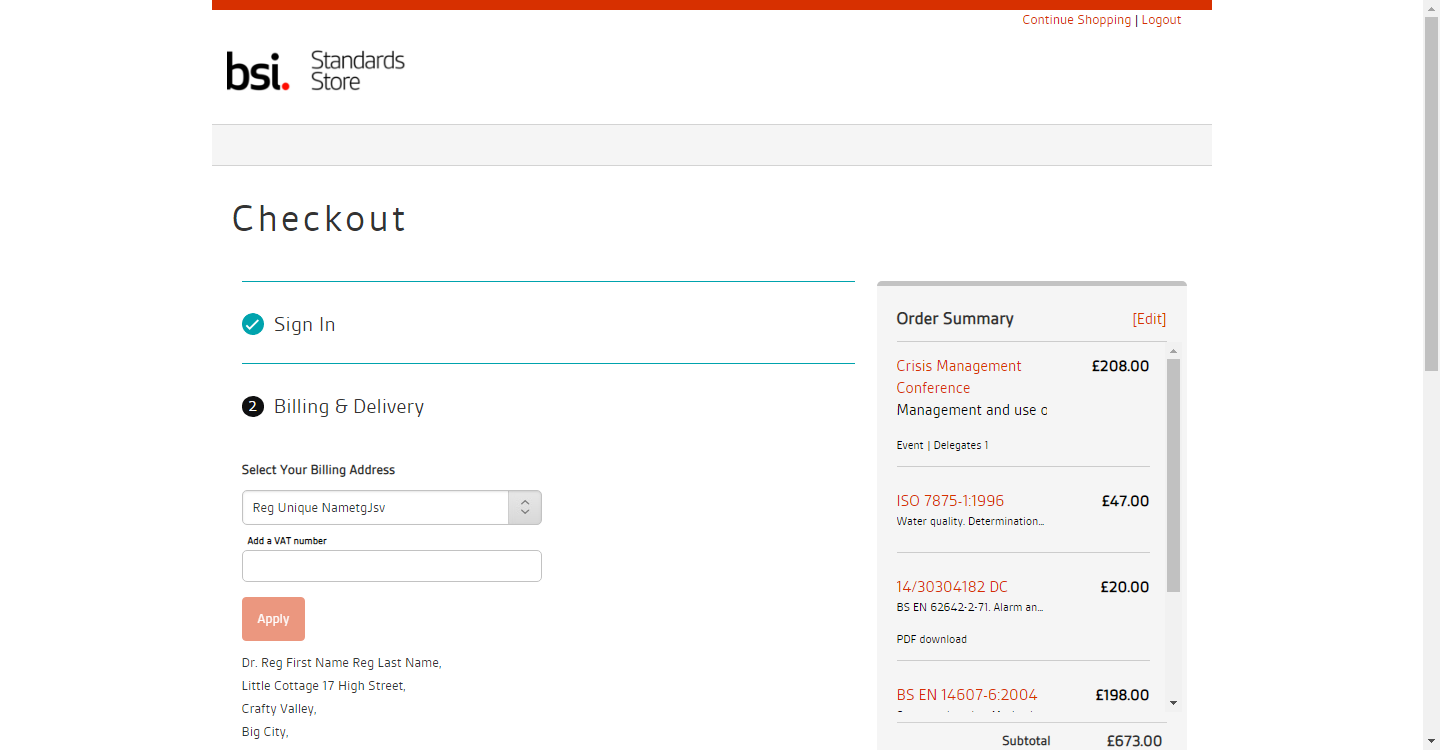 Continue Shopping | Logout
bsi.
Standards
Store
Checkout
Sign In
2 Billing & Delivery
Select Your Billing Address
Reg Unique NametgJsv
Add a VAT number
Apply
Dr. Reg First Name Reg Last Name,
Little Cottage 17 High Street,
Crafty Valley,
Big City,
Order Summary [Edit]
Crisis Management £208.00
Conference
Management and use o
Event | Delegates 1
ISO 7875-1:1996 £47.00
Water quality. Determination...
14/30304182 DC £20.00
BS EN 62642-2-71. Alarm an...
PDF download
BS EN 14607-6:2004 £198.00
Subtotal £673.00